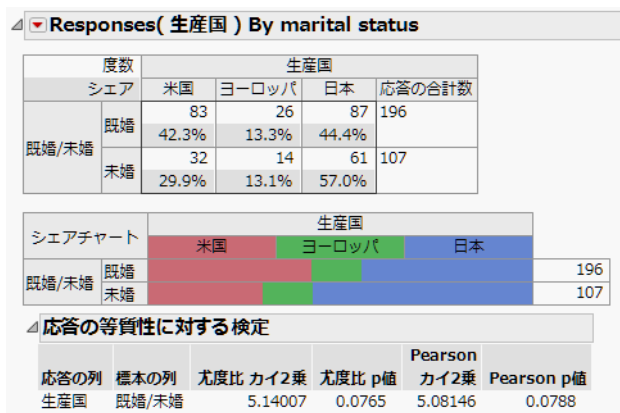 Responses( 生産国 ) By marital status
度数 生産国
シェア 米国 ヨーロッパ 日本 応答の合計数
既婚/未婚 既婚 83 26 87 196
42.3% 13.3% 44.4%
未婚 32 14 61 107
29.9% 13.1% 57.0%
シェアチャート 生産国
米国 ヨーロッパ 日本
既婚/未婚 既婚 196
未婚 107
応答の等質性に対する検定
Pearson
応答の列 標本の列 尤度比 カイ2乗 尤度比 p値 カイ2乗 Pearson p値
生産国 既婚/未婚 5.14007 0.0765 5.08146 0.0788